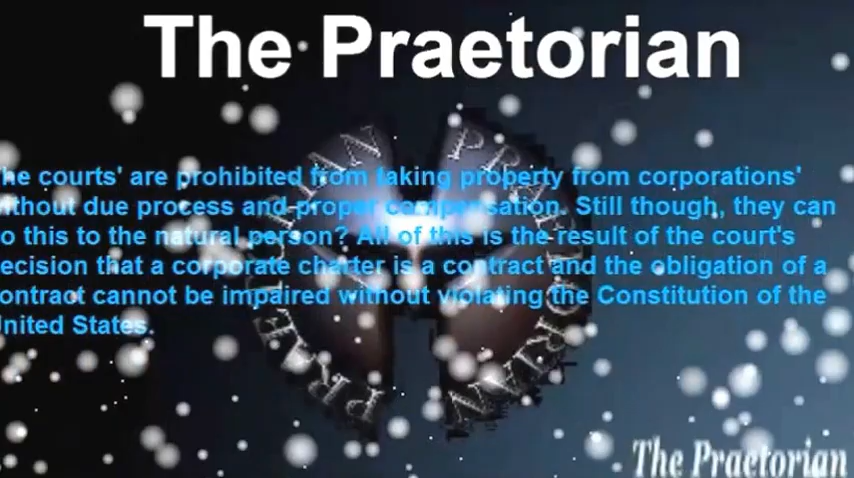 The Praetorian
he courts' are prohibited from taking property from corporations'
ithout due process and proper compensation. Still though, they can
o this to the natural person? All of this is the result of the court's
ecision that a corporate charter is a contract and the obligation of a
ontract cannot be impaired without violating the Constitution of the
nited States.
PRAETORIAN PRAETORIAN
The Praetorian